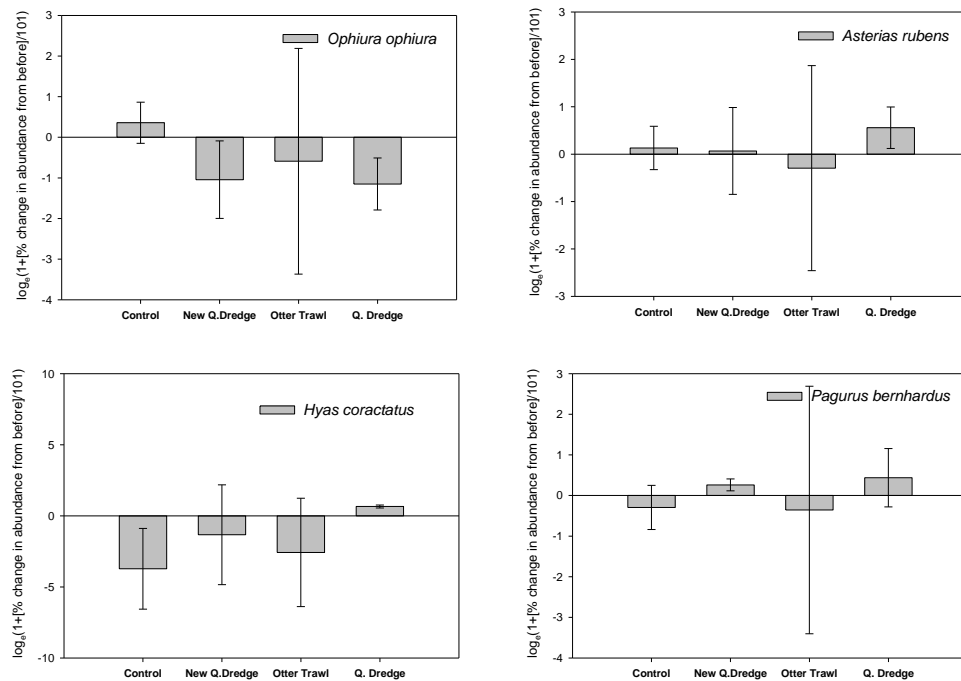 3
2
1
0
-1
-2
-3
-4
log_e(1+[% change in abundance from before]/101)
Ophiura ophiura
Control New Q.Dredge Otter Trawl Q. Dredge
3
2
1
0
-1
-2
-3
log_e(1+[% change in abundance from before]/101)
Asterias rubens
Control New Q.Dredge Otter Trawl Q. Dredge
10
5
0
-5
-10
log_e(1+[% change in abundance from before]/101)
Hyas coractatus
Control New Q.Dredge Otter Trawl Q. Dredge
3
2
1
0
-1
-2
-3
-4
log_e(1+[% change in abundance from before]/101)
Pagurus bernhardus
Control New Q.Dredge Otter Trawl Q. Dredge